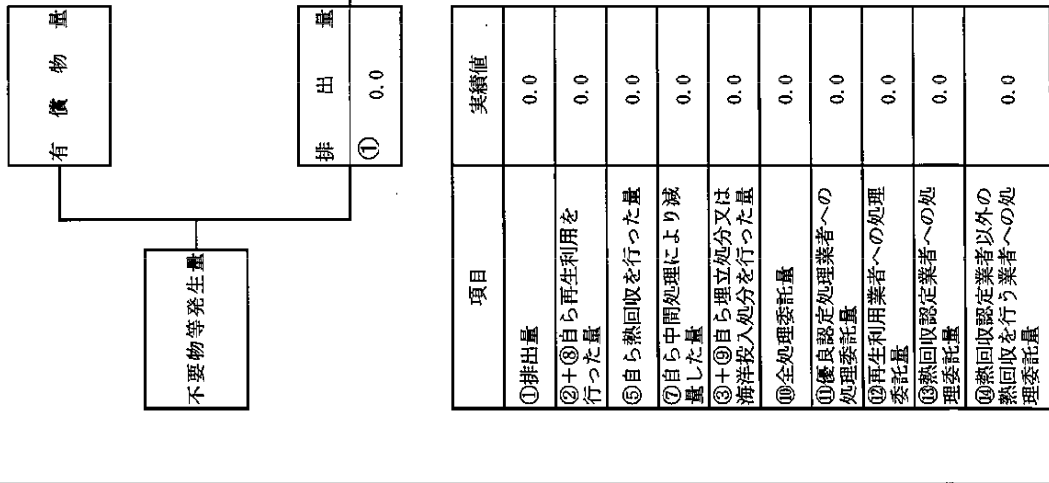 有償物量
不要物等発生量
排出量
① 0.0
項目 実績値
①排出量 0.0
②+⑧自ら再生利用を
行った量 0.0
⑤自ら熱回収を行った量 0.0
⑦自ら中間処理により減
量した量 0.0
③+⑨自ら埋立処分又は
海洋投入処分を行った量 0.0
⑩全処理委託量 0.0
⑪優良認定処理業者への
処理委託量 0.0
⑫再生利用業者への処理
委託量 0.0
⑬熱回収認定業者への処
理委託量 0.0
⑭熱回収認定業者以外の
熱回収を行う業者への処
理委託量 0.0